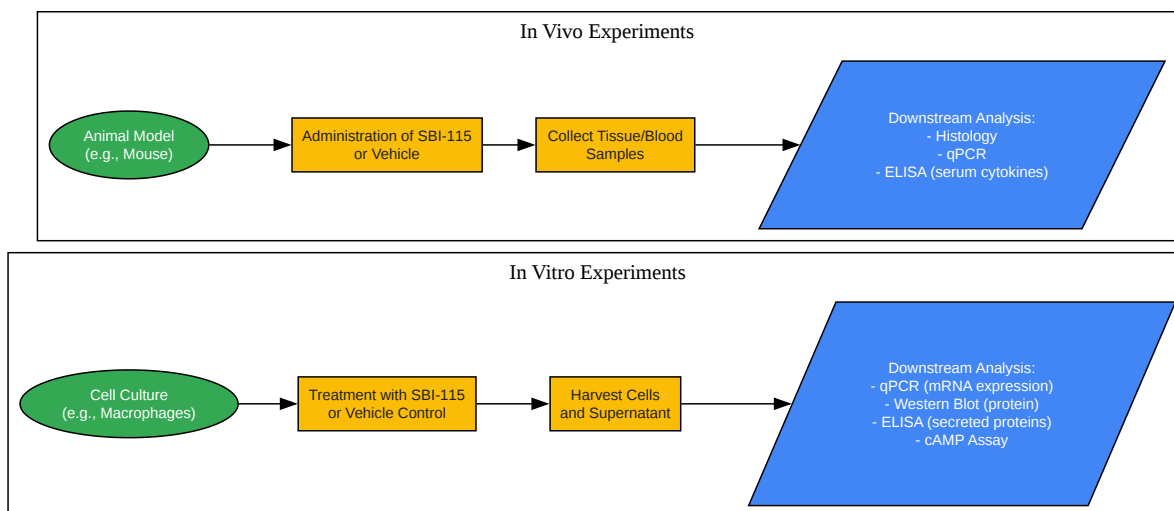 In Vivo Experiments
Animal Model
(e.g., Mouse)
Administration of SBI-115
or Vehicle
Collect Tissue/Blood
Samples
Downstream Analysis:
- Histology
- qPCR
- ELISA (serum cytokines)
In Vitro Experiments
Cell Culture
(e.g., Macrophages)
Treatment with SBI-115
or Vehicle Control
Harvest Cells
and Supernatant
Downstream Analysis:
- qPCR (mRNA expression)
- Western Blot (protein)
- ELISA (secreted proteins)
- cAMP Assay